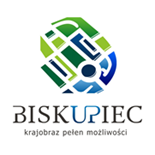 BISKUPIEC
krajobraz pełen możliwości